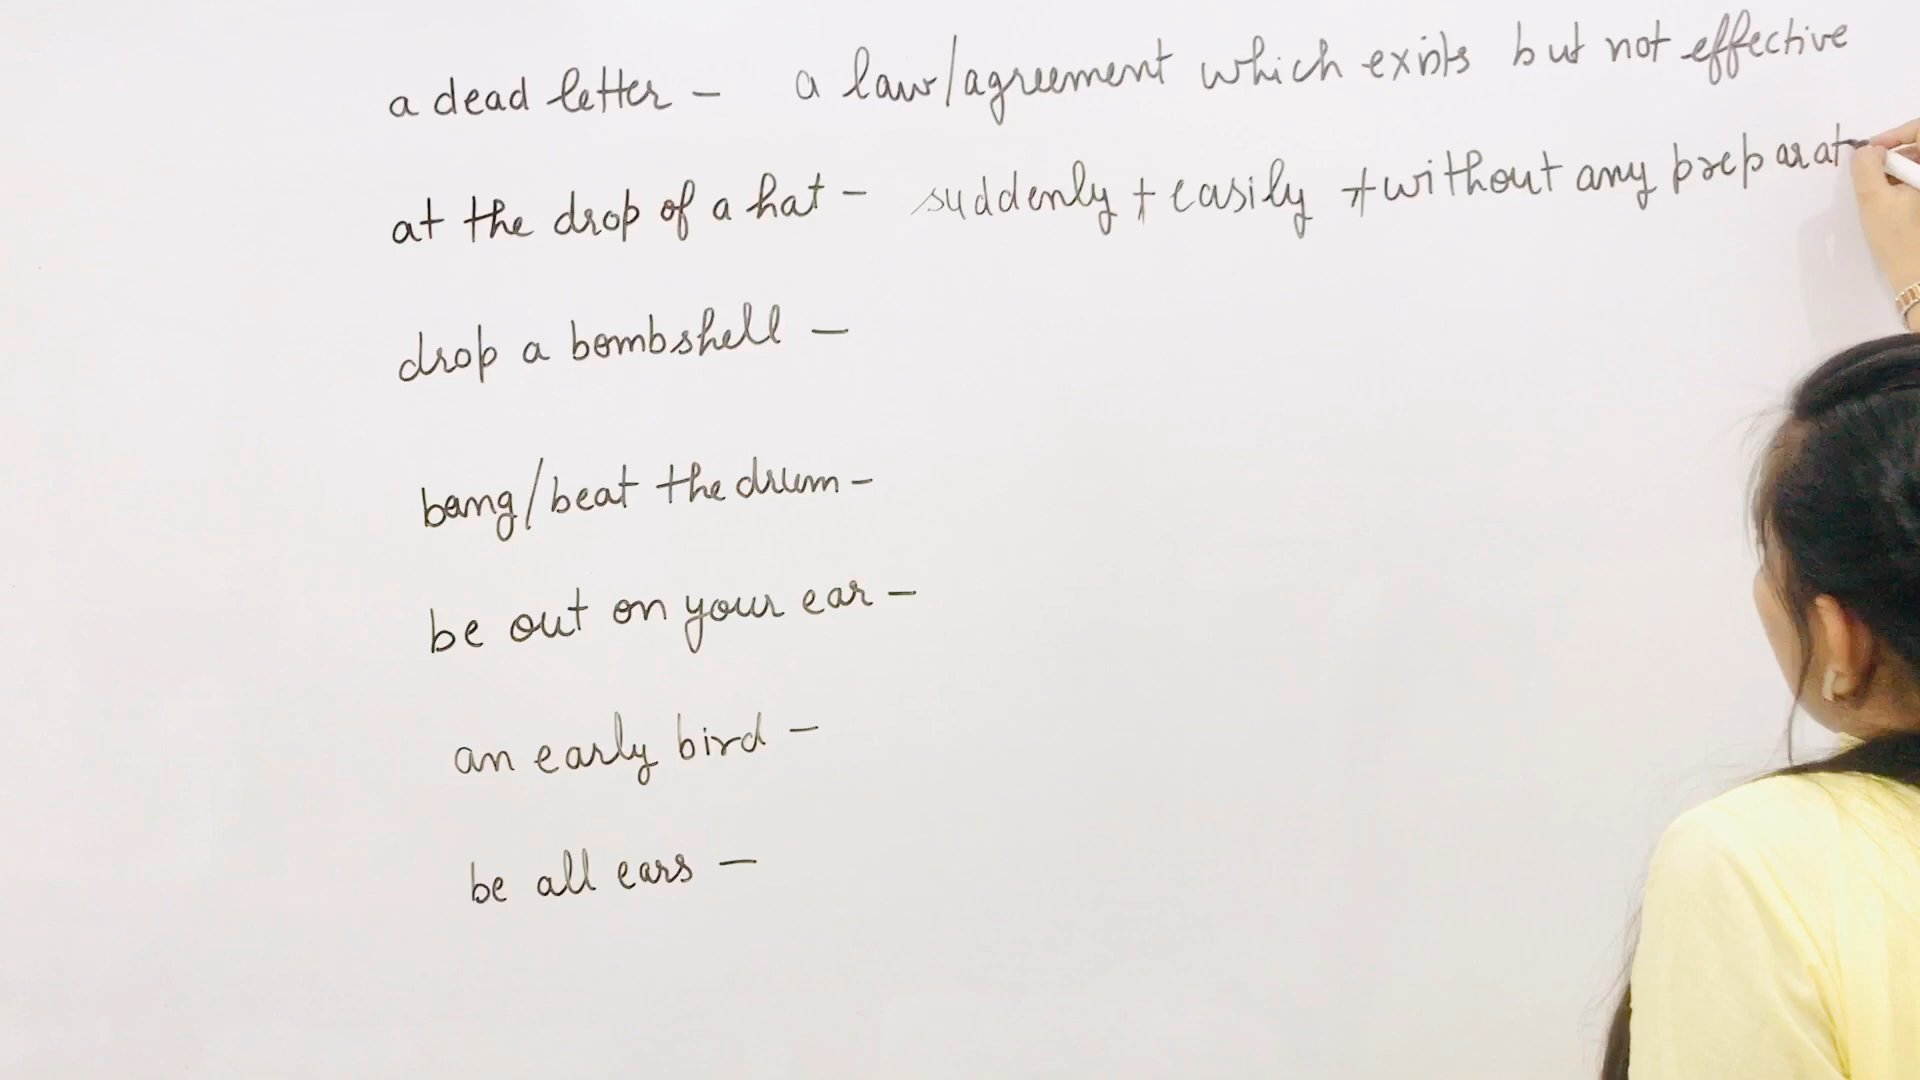 a dead letter - a law/agreement which exists but not effective
at the drop of a hat - suddenly + easily + without any preparat
drop a bombshell -
bang/beat the drum -
be out on your ear -
an early bird -
be all ears -